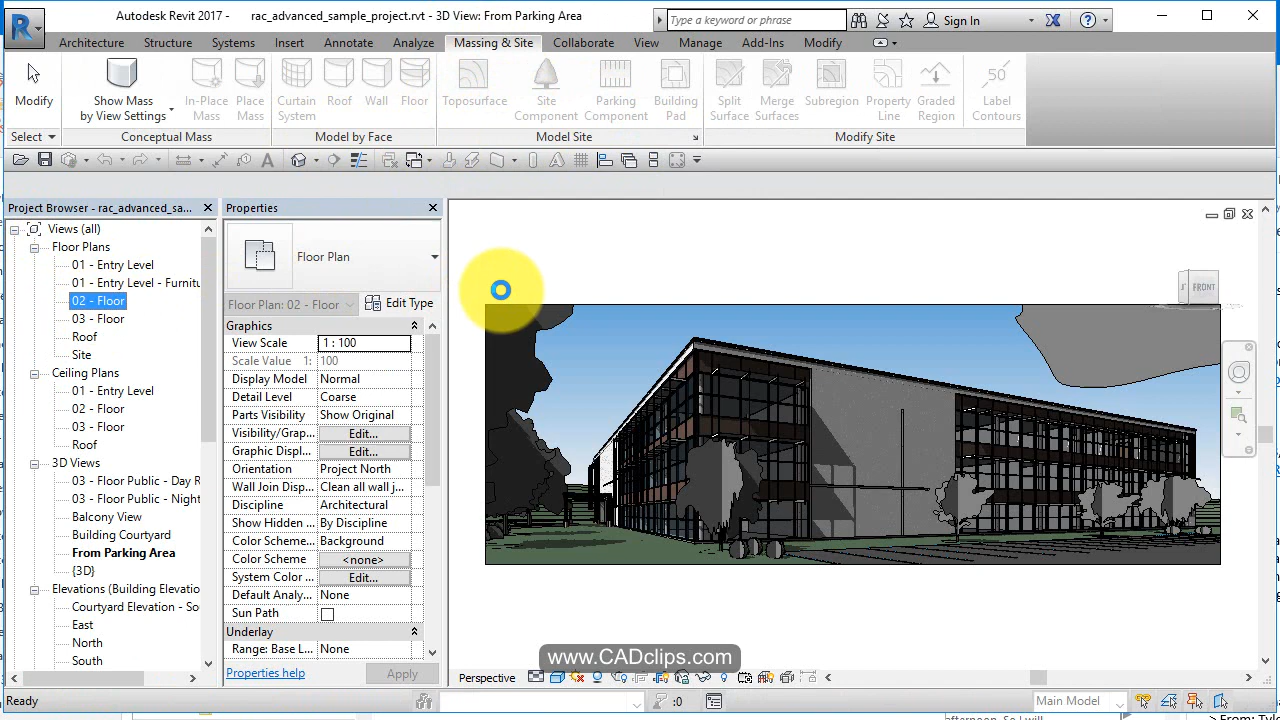 Autodesk Revit 2017 - rac_advanced_sample_project.rvt - 3D View: From Parking Area
Type a keyword or phrase
Sign In
Architecture Structure Systems Insert Annotate Analyze Massing & Site Collaborate View Manage Add-Ins Modify
Modify
Show Mass by View Settings
In-Place Mass
Place Mass
Curtain System
Roof
Wall
Floor
Toposurface
Site Component
Parking Component
Building Pad
Split Surface
Merge Surfaces
Subregion
Property Line
Graded Region
50
Label Contours
Select
Conceptual Mass
Model by Face
Model Site
Modify Site
Project Browser - rac_advanced_sa...
Views (all)
Floor Plans
01 - Entry Level
01 - Entry Level - Furnitu
02 - Floor
03 - Floor
Roof
Site
Ceiling Plans
01 - Entry Level
02 - Floor
03 - Floor
Roof
3D Views
03 - Floor Public - Day R
03 - Floor Public - Night
Balcony View
Building Courtyard
From Parking Area
{3D}
Elevations (Building Elevatio
Courtyard Elevation - So
East
North
South
Properties
Floor Plan
Floor Plan: 02 - Floor
Edit Type
Graphics
View Scale 1 : 100
Scale Value 1: 100
Display Model Normal
Detail Level Coarse
Parts Visibility Show Original
Visibility/Grap... Edit...
Graphic Displ... Edit...
Orientation Project North
Wall Join Displ... Clean all wall j...
Discipline Architectural
Show Hidden ... By Discipline
Color Scheme... Background
Color Scheme <none>
System Color ... Edit...
Default Analy... None
Sun Path
Underlay
Range: Base L... None
Properties help
Apply
FRONT
www.CADclips.com
Perspective
Ready
:0
Main Model